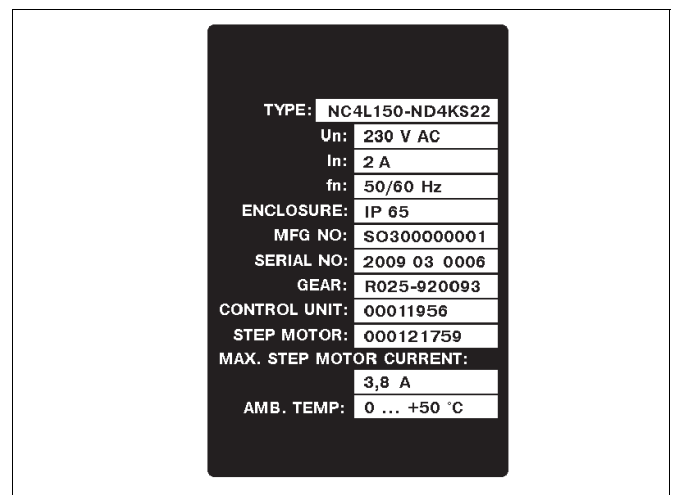 TYPE: NC4L150-ND4KS22
Un: 230 V AC
In: 2 A
fn: 50/60 Hz
ENCLOSURE: IP 65
MFG NO: SO300000001
SERIAL NO: 2009 03 0006
GEAR: R025-920093
CONTROL UNIT: 00011956
STEP MOTOR: 000121759
MAX. STEP MOTOR CURRENT:
3,8 A
AMB. TEMP: 0 ... +50 °C